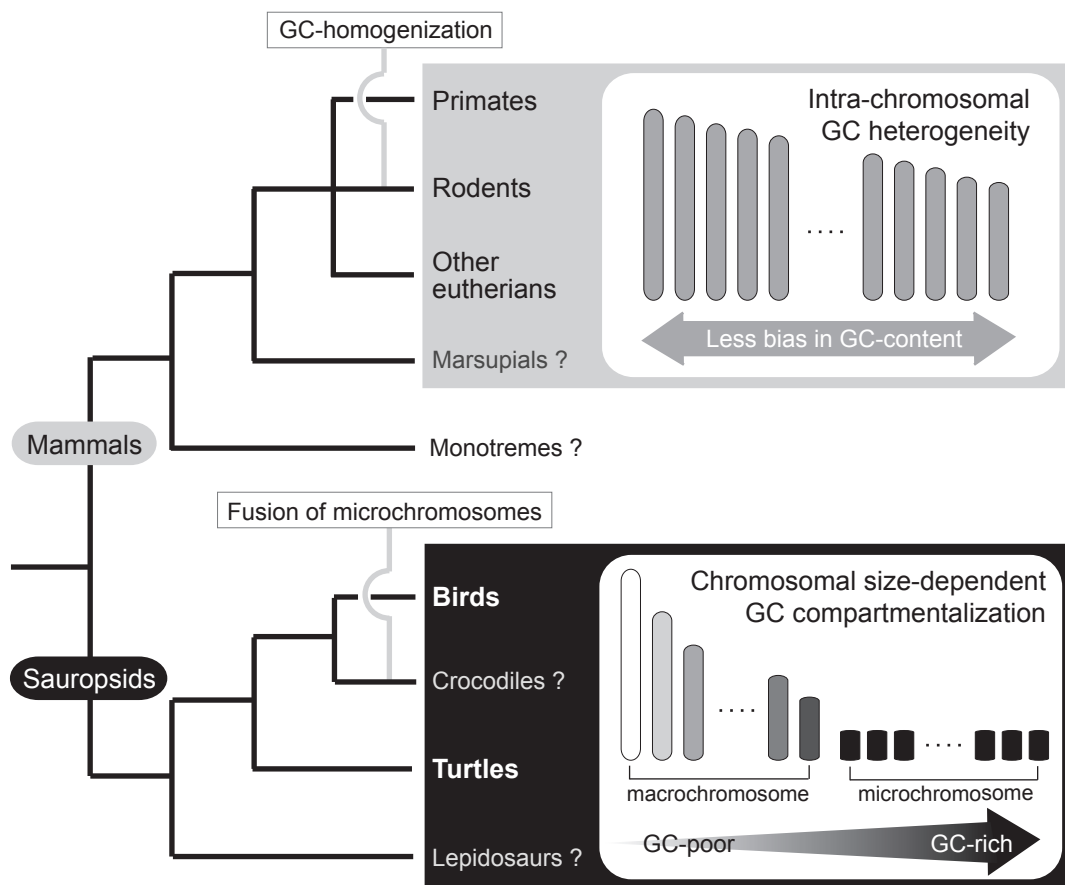 GC-homogenization
Primates
Rodents
Other
eutherians
Marsupials ?
Monotremes ?
Mammals
Intra-chromosomal
GC heterogeneity
. . . .
Less bias in GC-content
Fusion of microchromosomes
Birds
Crocodiles ?
Turtles
Lepidosaurs ?
Sauropsids
Chromosomal size-dependent
GC compartmentalization
. . . .
. . . .
macrochromosome
microchromosome
GC-poor
GC-rich